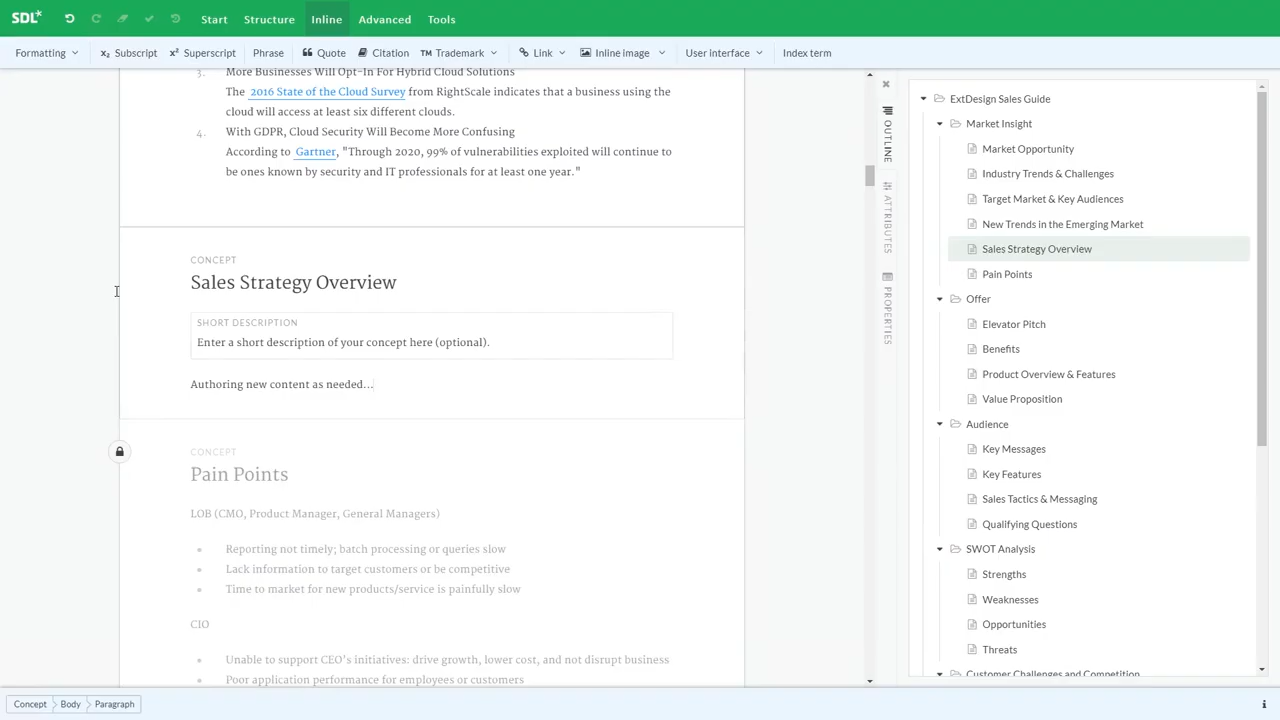 SDL*
Start Structure Inline Advanced Tools
Formatting x₂ Subscript x² Superscript Phrase Quote Citation TM Trademark Link Inline image User interface Index term
3. More Businesses Will Opt-In For Hybrid Cloud Solutions
The 2016 State of the Cloud Survey from RightScale indicates that a business using the
cloud will access at least six different clouds.
4. With GDPR, Cloud Security Will Become More Confusing
According to Gartner, "Through 2020, 99% of vulnerabilities exploited will continue to
be ones known by security and IT professionals for at least one year."
CONCEPT
Sales Strategy Overview
SHORT DESCRIPTION
Enter a short description of your concept here (optional).
Authoring new content as needed...
CONCEPT
Pain Points
LOB (CMO, Product Manager, General Managers)
• Reporting not timely; batch processing or queries slow
• Lack information to target customers or be competitive
• Time to market for new products/service is painfully slow
CIO
• Unable to support CEO's initiatives: drive growth, lower cost, and not disrupt business
• Poor application performance for employees or customers
OUTLINE
ATTRIBUTES
PROPERTIES
ExtDesign Sales Guide
Market Insight
Market Opportunity
Industry Trends & Challenges
Target Market & Key Audiences
New Trends in the Emerging Market
Sales Strategy Overview
Pain Points
Offer
Elevator Pitch
Benefits
Product Overview & Features
Value Proposition
Audience
Key Messages
Key Features
Sales Tactics & Messaging
Qualifying Questions
SWOT Analysis
Strengths
Weaknesses
Opportunities
Threats
Customer Challenges and Competition
Concept Body Paragraph